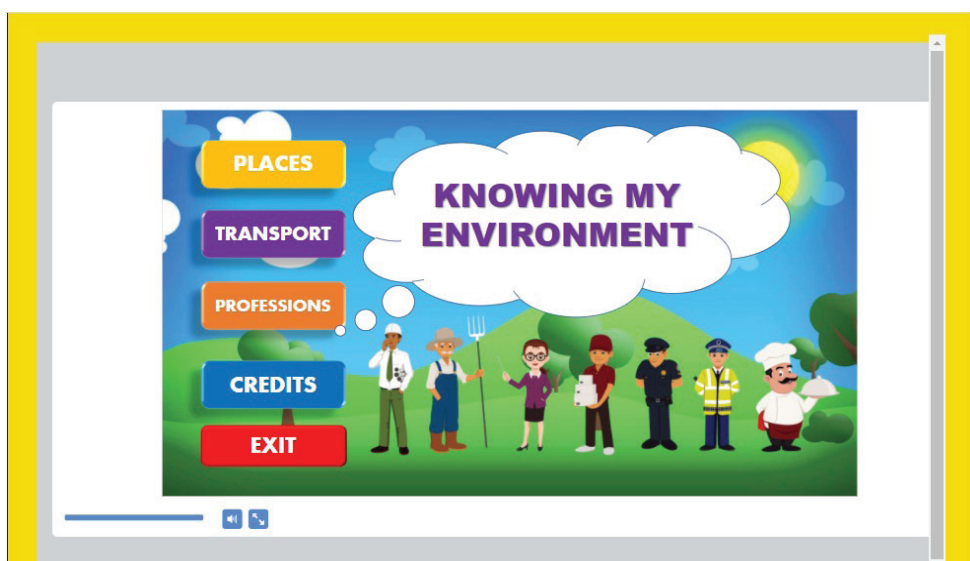 PLACES
KNOWING MY
ENVIRONMENT
TRANSPORT
PROFESSIONS
CREDITS
EXIT